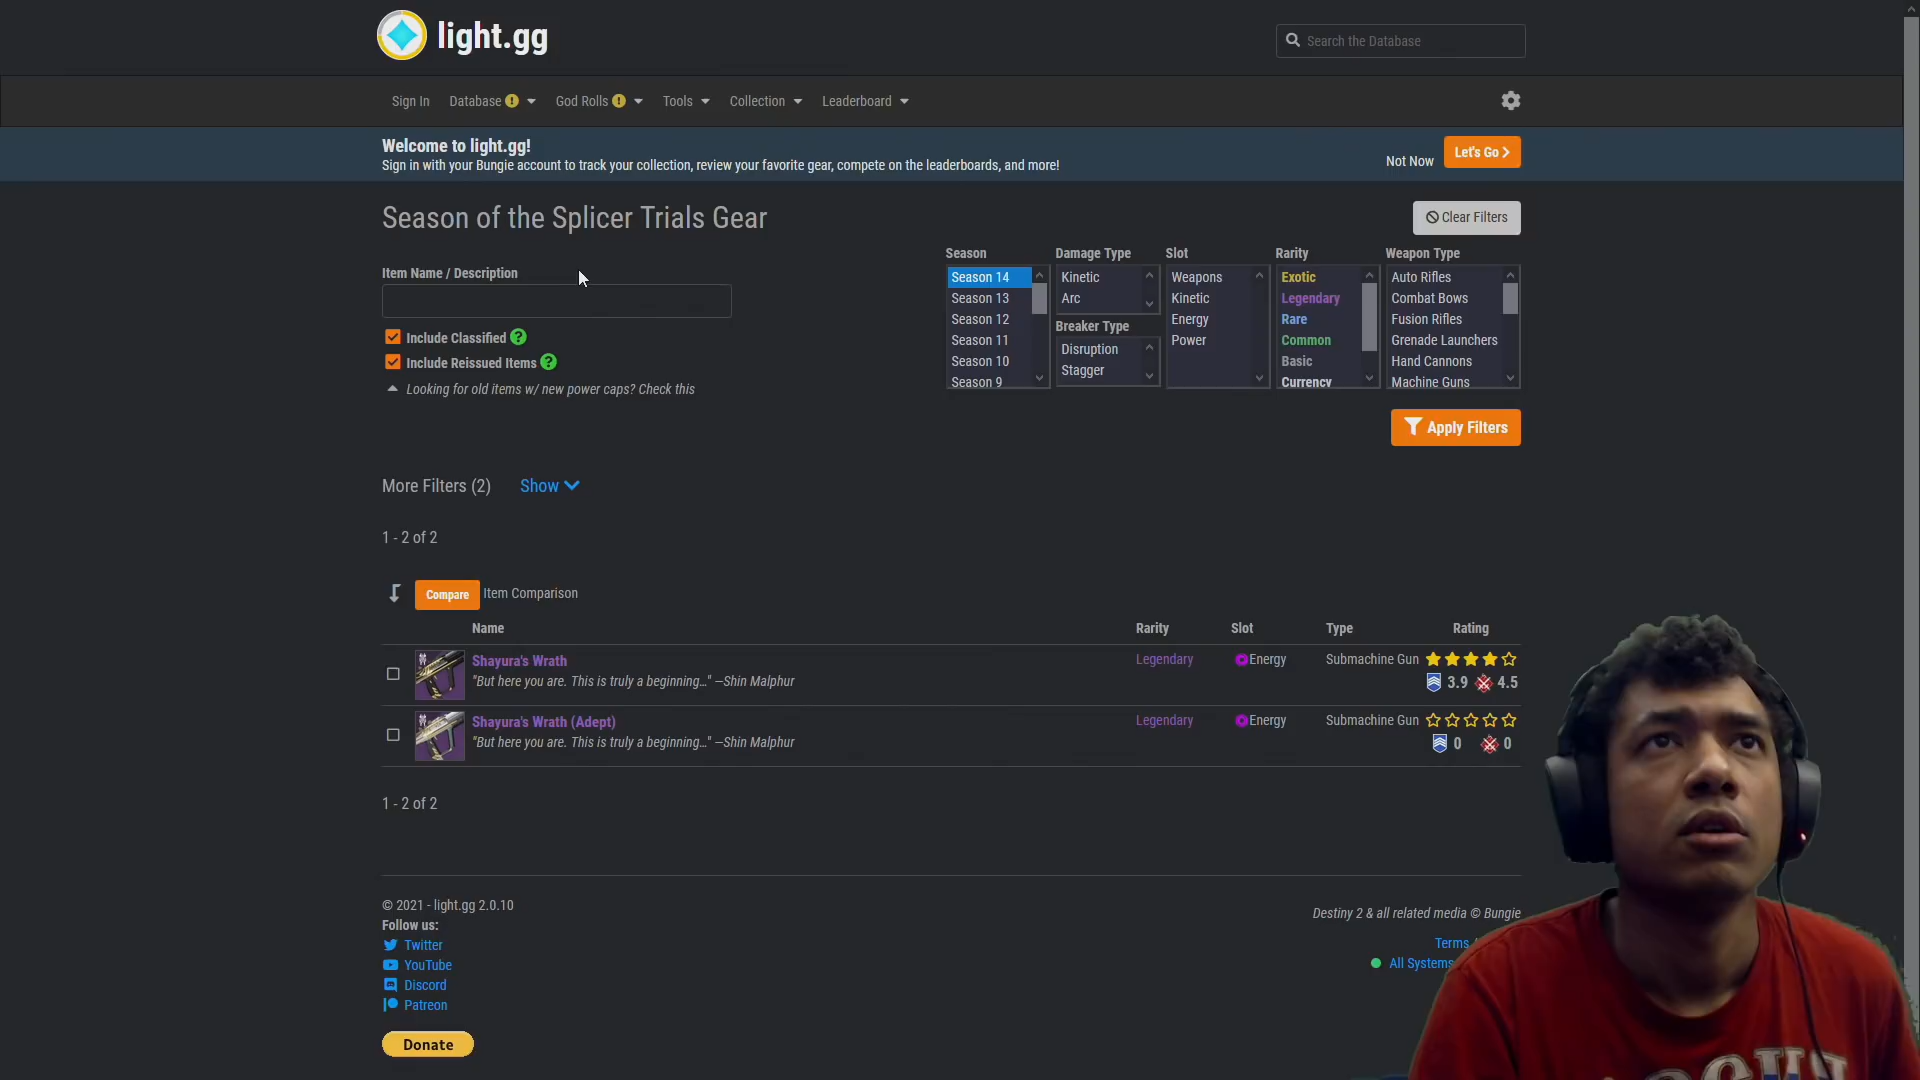 light.gg
Search the Database
Sign In Database ! God Rolls ! Tools Collection Leaderboard
Welcome to light.gg!
Sign in with your Bungie account to track your collection, review your favorite gear, compete on the leaderboards, and more!
Not Now Let's Go
Season of the Splicer Trials Gear
Clear Filters
Item Name / Description
Include Classified ?
Include Reissued Items ?
Looking for old items w/ new power caps? Check this
Season
Season 14
Season 13
Season 12
Season 11
Season 10
Season 9
Damage Type
Kinetic
Arc
Breaker Type
Disruption
Stagger
Slot
Weapons
Kinetic
Energy
Power
Rarity
Exotic
Legendary
Rare
Common
Basic
Currency
Weapon Type
Auto Rifles
Combat Bows
Fusion Rifles
Grenade Launchers
Hand Cannons
Machine Guns
Apply Filters
More Filters (2) Show
1 - 2 of 2
Compare Item Comparison
Name Rarity Slot Type Rating
Shayura's Wrath Legendary Energy Submachine Gun
"But here you are. This is truly a beginning…" —Shin Malphur 3.9 4.5
Shayura's Wrath (Adept) Legendary Energy Submachine Gun
"But here you are. This is truly a beginning…" —Shin Malphur 0 0
1 - 2 of 2
© 2021 - light.gg 2.0.10
Follow us:
Twitter
YouTube
Discord
Patreon
Donate
Destiny 2 & all related media © Bungie
Terms
All Systems